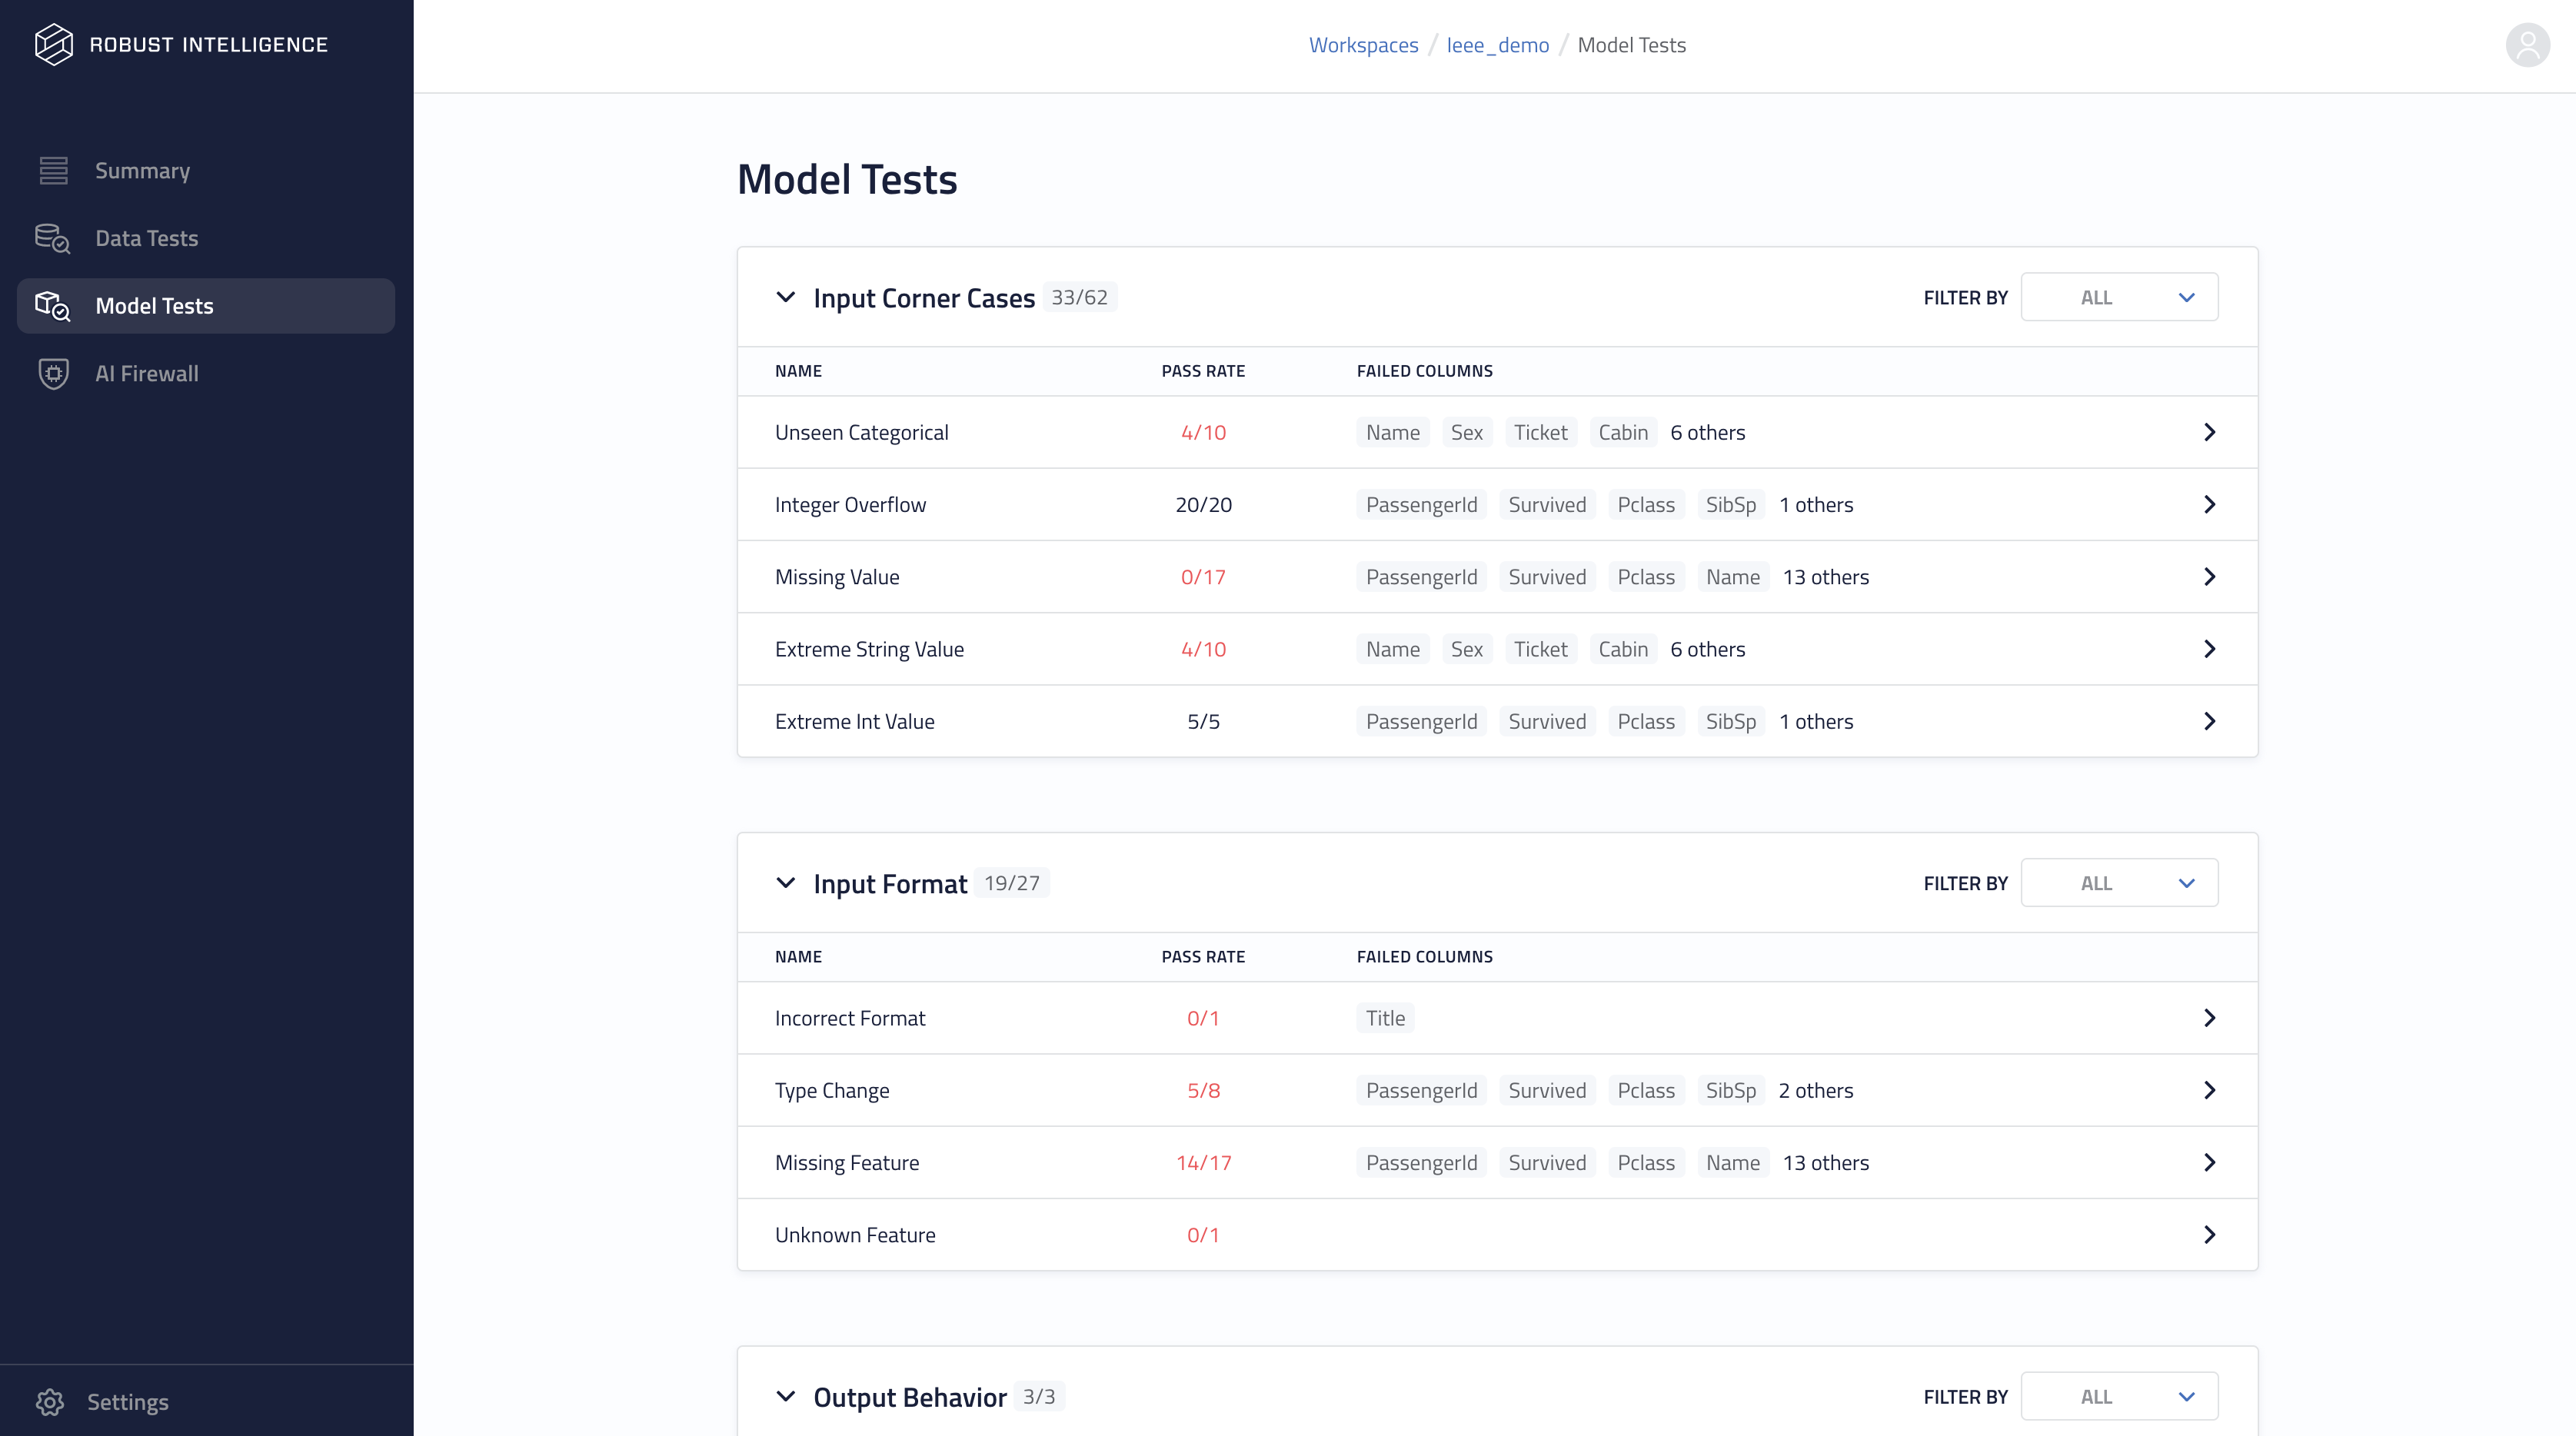 ROBUST INTELLIGENCE
Workspaces / Ieee_demo / Model Tests
Summary
Data Tests
Model Tests
AI Firewall
Settings
Model Tests
Input Corner Cases 33/62 FILTER BY ALL
NAME PASS RATE FAILED COLUMNS
Unseen Categorical 4/10 Name Sex Ticket Cabin 6 others
Integer Overflow 20/20 PassengerId Survived Pclass SibSp 1 others
Missing Value 0/17 PassengerId Survived Pclass Name 13 others
Extreme String Value 4/10 Name Sex Ticket Cabin 6 others
Extreme Int Value 5/5 PassengerId Survived Pclass SibSp 1 others
Input Format 19/27 FILTER BY ALL
NAME PASS RATE FAILED COLUMNS
Incorrect Format 0/1 Title
Type Change 5/8 PassengerId Survived Pclass SibSp 2 others
Missing Feature 14/17 PassengerId Survived Pclass Name 13 others
Unknown Feature 0/1
Output Behavior 3/3 FILTER BY ALL